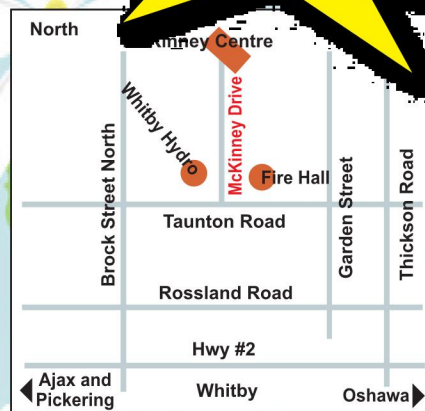 North
Kinney Centre
Whitby Hydro
McKinney Drive
Fire Hall
Brock Street North
Garden Street
Thickson Road
Taunton Road
Rossland Road
Hwy #2
Ajax and
Pickering
Whitby
Oshawa